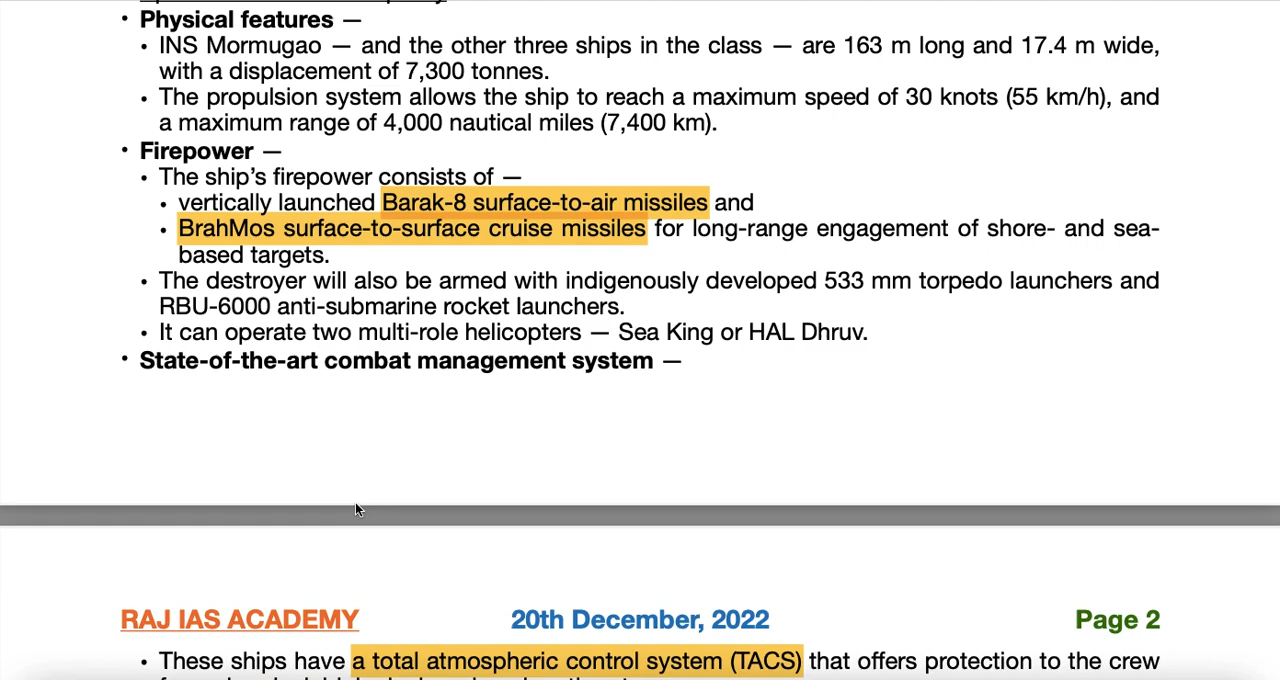 • Physical features —
• INS Mormugao — and the other three ships in the class — are 163 m long and 17.4 m wide,
with a displacement of 7,300 tonnes.
• The propulsion system allows the ship to reach a maximum speed of 30 knots (55 km/h), and
a maximum range of 4,000 nautical miles (7,400 km).
• Firepower —
• The ship’s firepower consists of —
• vertically launched Barak-8 surface-to-air missiles and
• BrahMos surface-to-surface cruise missiles for long-range engagement of shore- and sea-
based targets.
• The destroyer will also be armed with indigenously developed 533 mm torpedo launchers and
RBU-6000 anti-submarine rocket launchers.
• It can operate two multi-role helicopters — Sea King or HAL Dhruv.
• State-of-the-art combat management system —
RAJ IAS ACADEMY 20th December, 2022 Page 2
• These ships have a total atmospheric control system (TACS) that offers protection to the crew